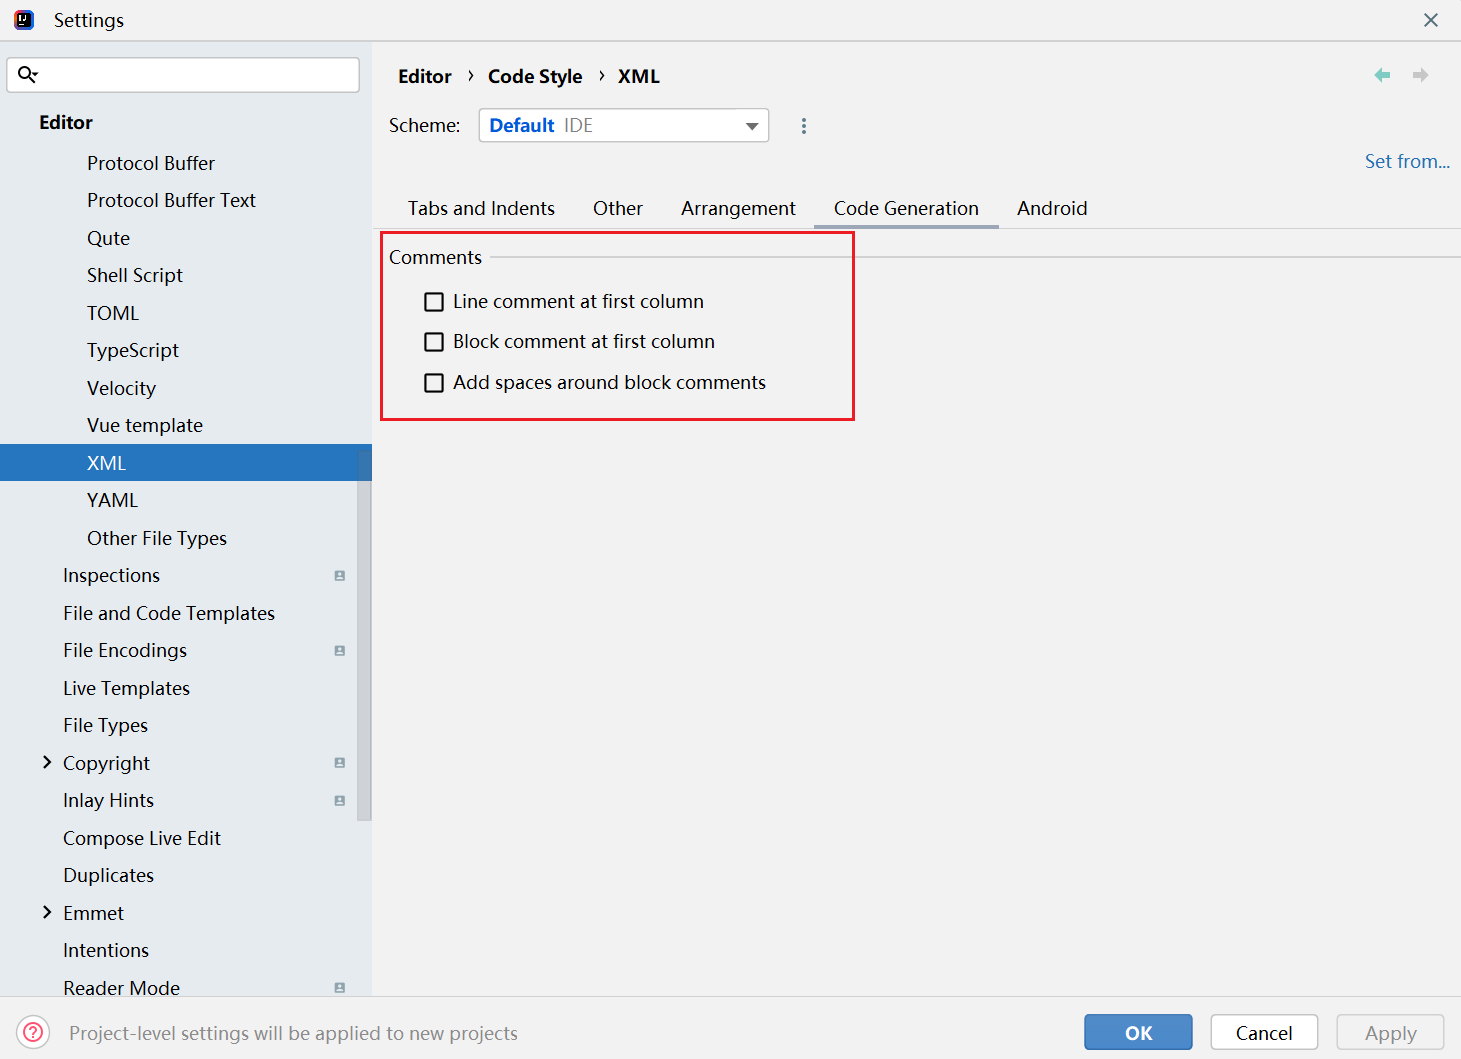 Settings
Editor
Protocol Buffer
Protocol Buffer Text
Qute
Shell Script
TOML
TypeScript
Velocity
Vue template
XML
YAML
Other File Types
Inspections
File and Code Templates
File Encodings
Live Templates
File Types
Copyright
Inlay Hints
Compose Live Edit
Duplicates
Emmet
Intentions
Reader Mode
Editor › Code Style › XML
Scheme: Default IDE
Set from...
Tabs and Indents Other Arrangement Code Generation Android
Comments
Line comment at first column
Block comment at first column
Add spaces around block comments
? Project-level settings will be applied to new projects
OK Cancel Apply